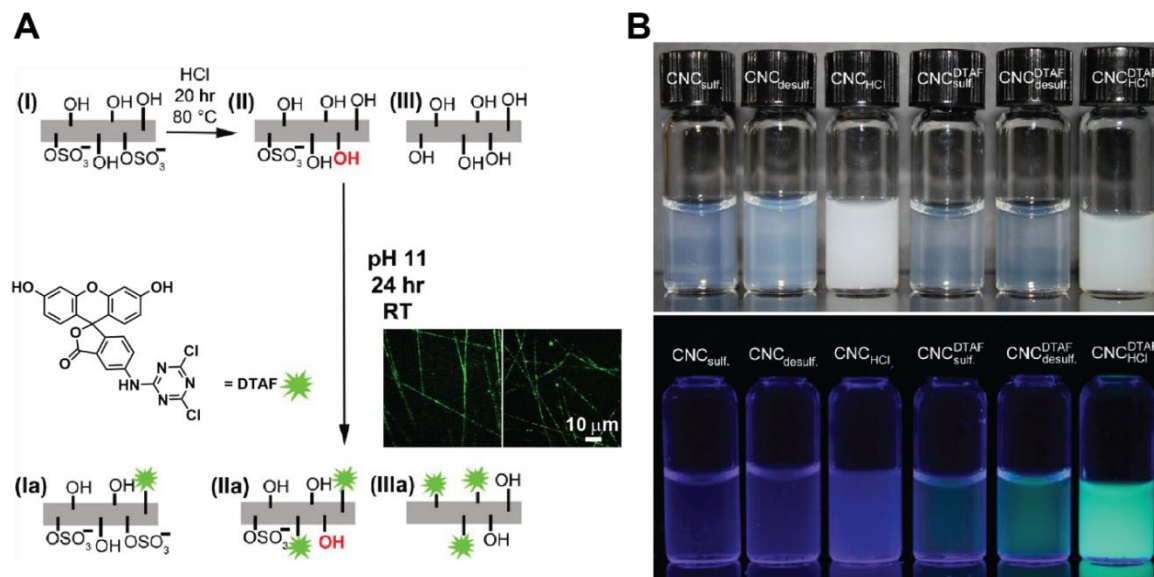 A
HCl
20 hr
80 °C
(I)
OH
OH
OH
OSO₃⁻
OH
OSO₃⁻
(II)
OH
OH
OH
OSO₃⁻
OH
OH
(III)
OH
OH
OH
OH
OH
OH
pH 11
24 hr
RT
HO
O
OH
O
O
HN
N
N
N
Cl
Cl
= DTAF
10 μm
(Ia)
OH
OH
OSO₃⁻
OH
OSO₃⁻
(IIa)
OH
OH
OSO₃⁻
OH
(IIIa)
OH
OH
OH
B
CNCsulf.
CNCdesulf.
CNCHCl
CNCDTAFsulf.
CNCDTAFdesulf.
CNCDTAFHCl
CNCsulf.
CNCdesulf.
CNCHCl
CNCDTAFsulf.
CNCDTAFdesulf.
CNCDTAFHCl